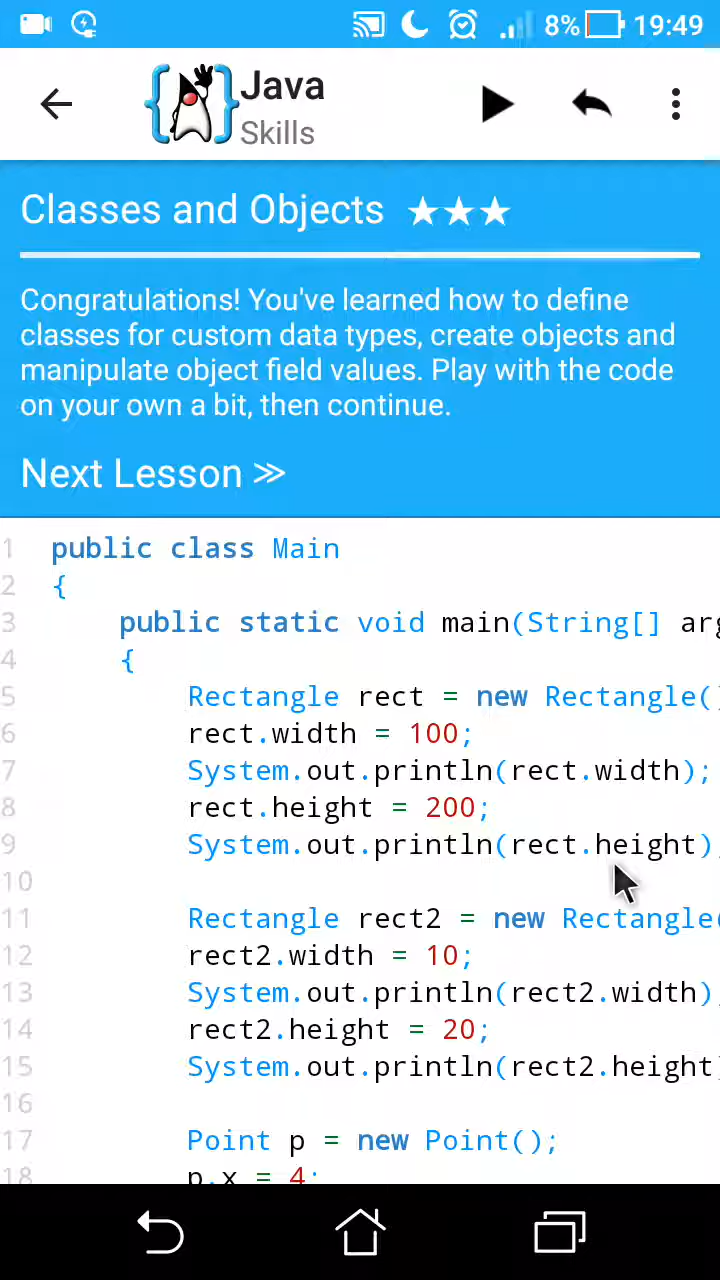 8% 19:49
Java
Skills
Classes and Objects ★★★
Congratulations! You've learned how to define
classes for custom data types, create objects and
manipulate object field values. Play with the code
on your own a bit, then continue.
Next Lesson ≫
1 public class Main
2 {
3 public static void main(String[] arg
4 {
5 Rectangle rect = new Rectangle()
6 rect.width = 100;
7 System.out.println(rect.width);
8 rect.height = 200;
9 System.out.println(rect.height);
10
11 Rectangle rect2 = new Rectangle(
12 rect2.width = 10;
13 System.out.println(rect2.width);
14 rect2.height = 20;
15 System.out.println(rect2.height)
16
17 Point p = new Point();
18 p.x = 4;